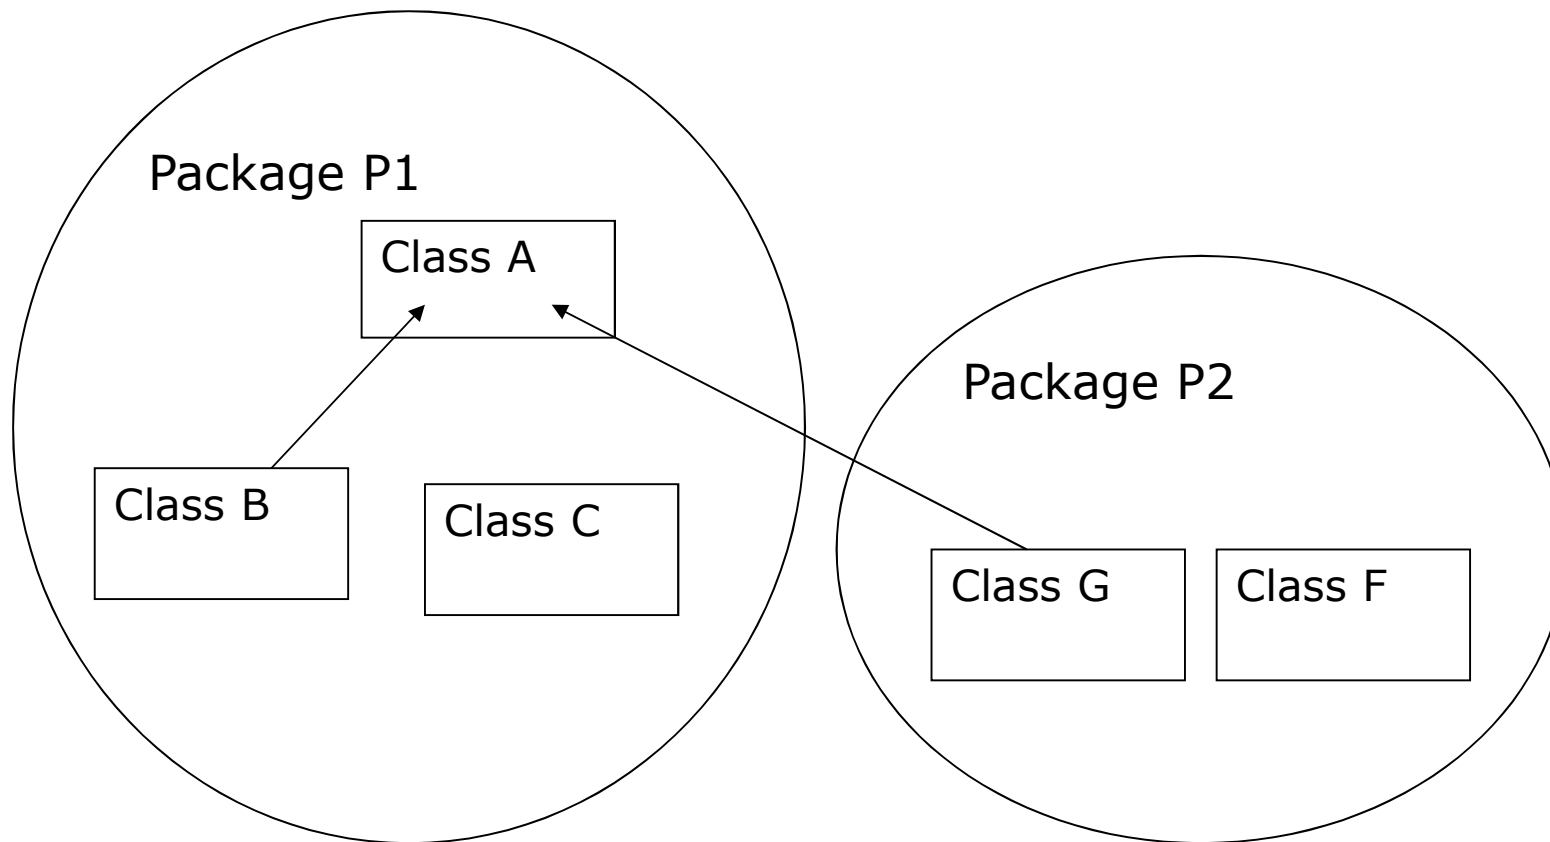 Package P1
Class A
Class B
Class C
Package P2
Class G
Class F